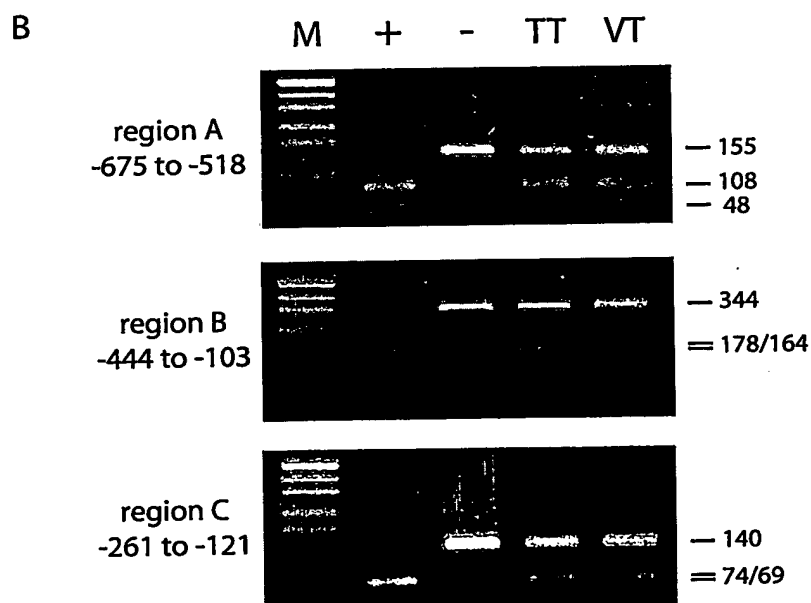 B
M + - TT VT
region A
-675 to -518
155
108
48
region B
-444 to -103
344
178/164
region C
-261 to -121
140
74/69